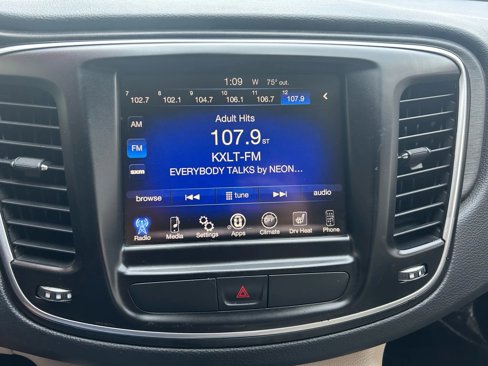 1:09 W 75° out.
7 8 9 10 11 12
102.7 102.1 104.7 106.1 106.7 107.9
Adult Hits
AM
107.9 ST
FM
KXLT-FM
sxm
EVERYBODY TALKS by NEON...
browse tune audio
Radio Media Settings Apps Climate Drv Heat Phone
OFF